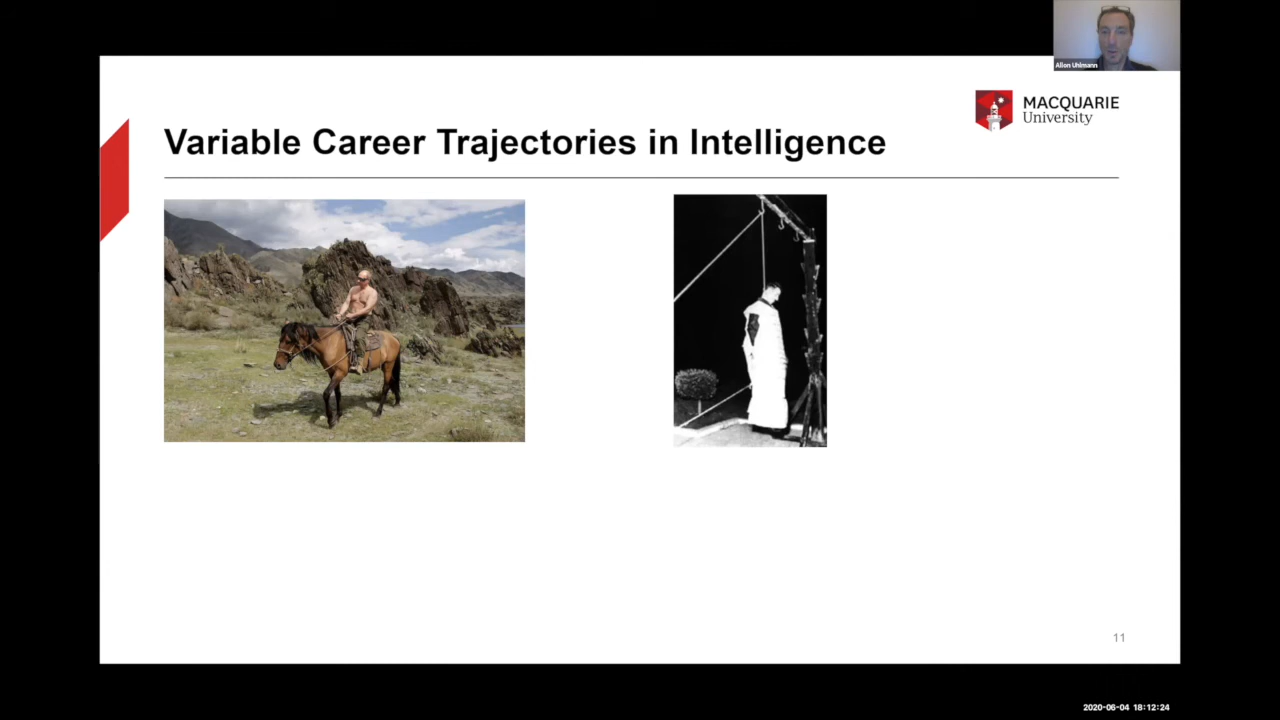 Allon Uhlmann
MACQUARIE
University
Variable Career Trajectories in Intelligence
11
2020-06-04 18:12:24